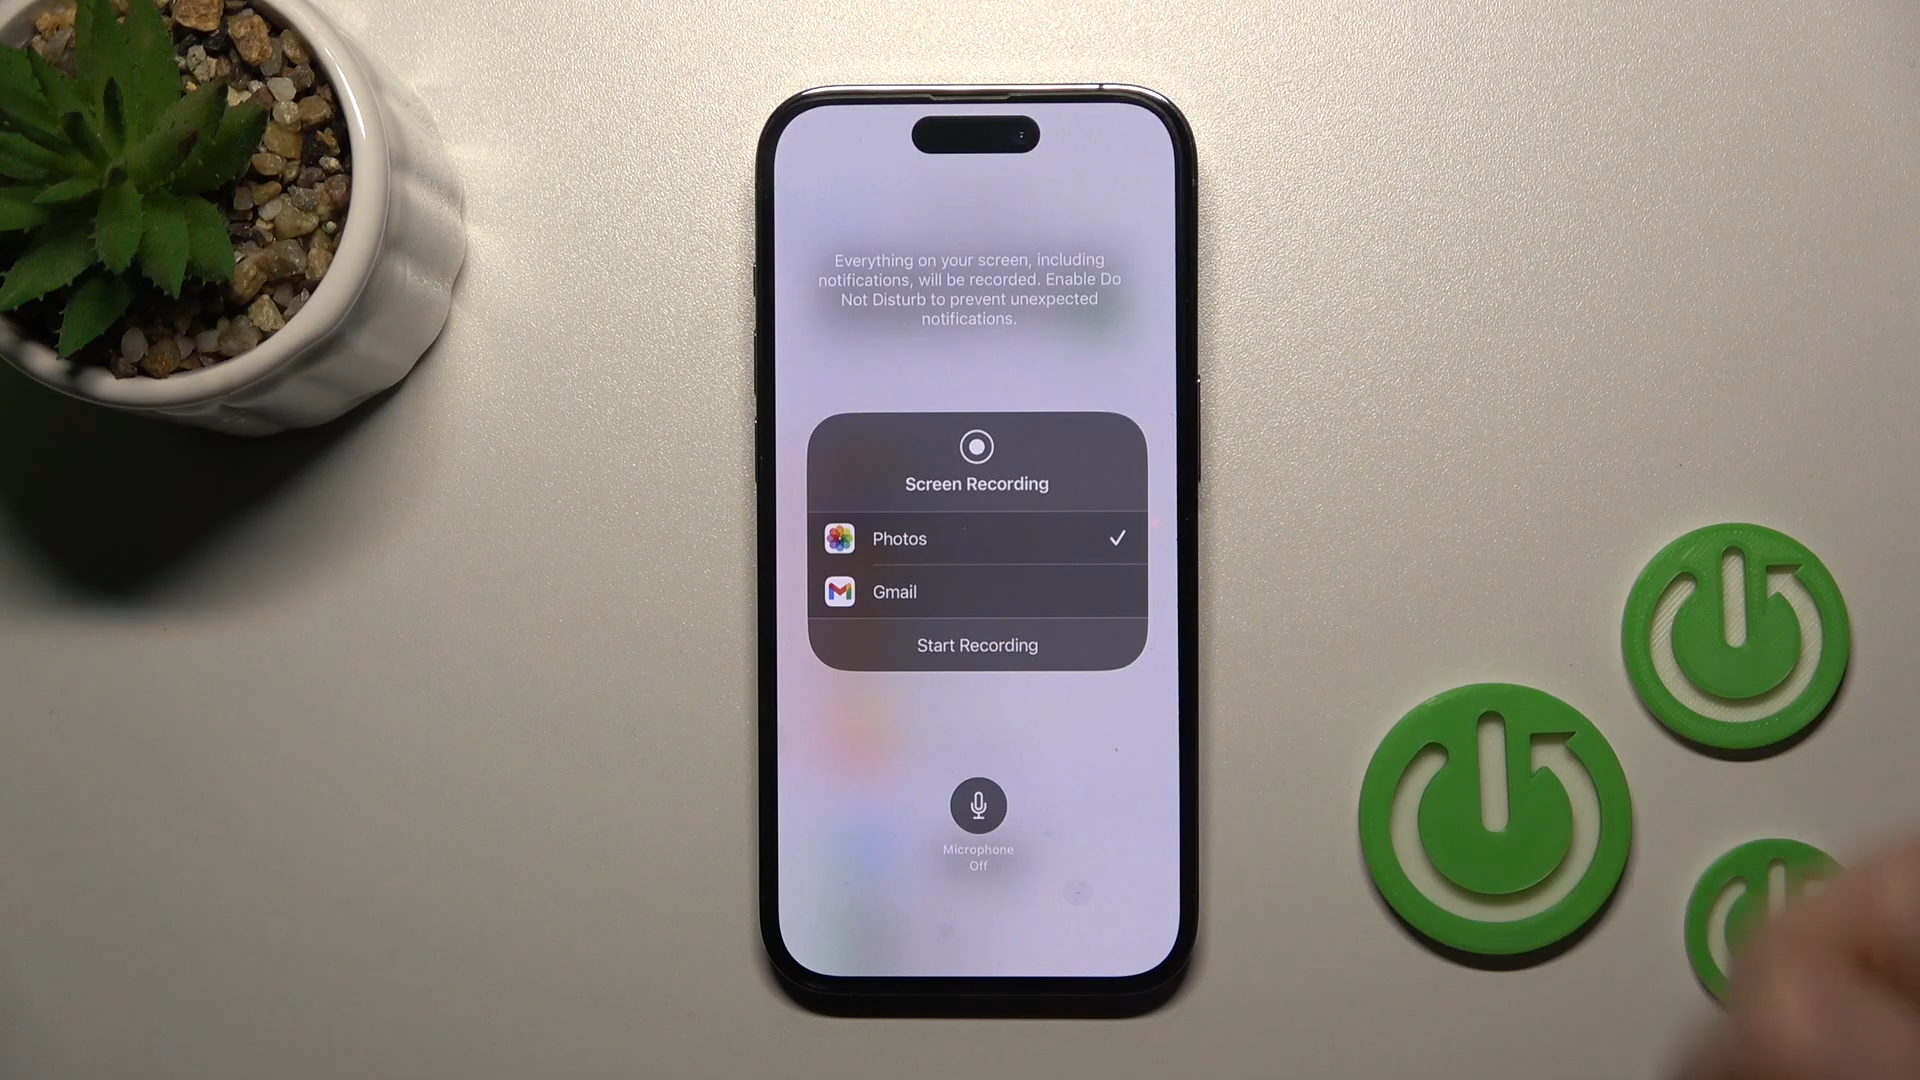 Everything on your screen, including
notifications, will be recorded. Enable Do
Not Disturb to prevent unexpected
notifications.
Screen Recording
Photos
Gmail
Start Recording
Microphone
Off